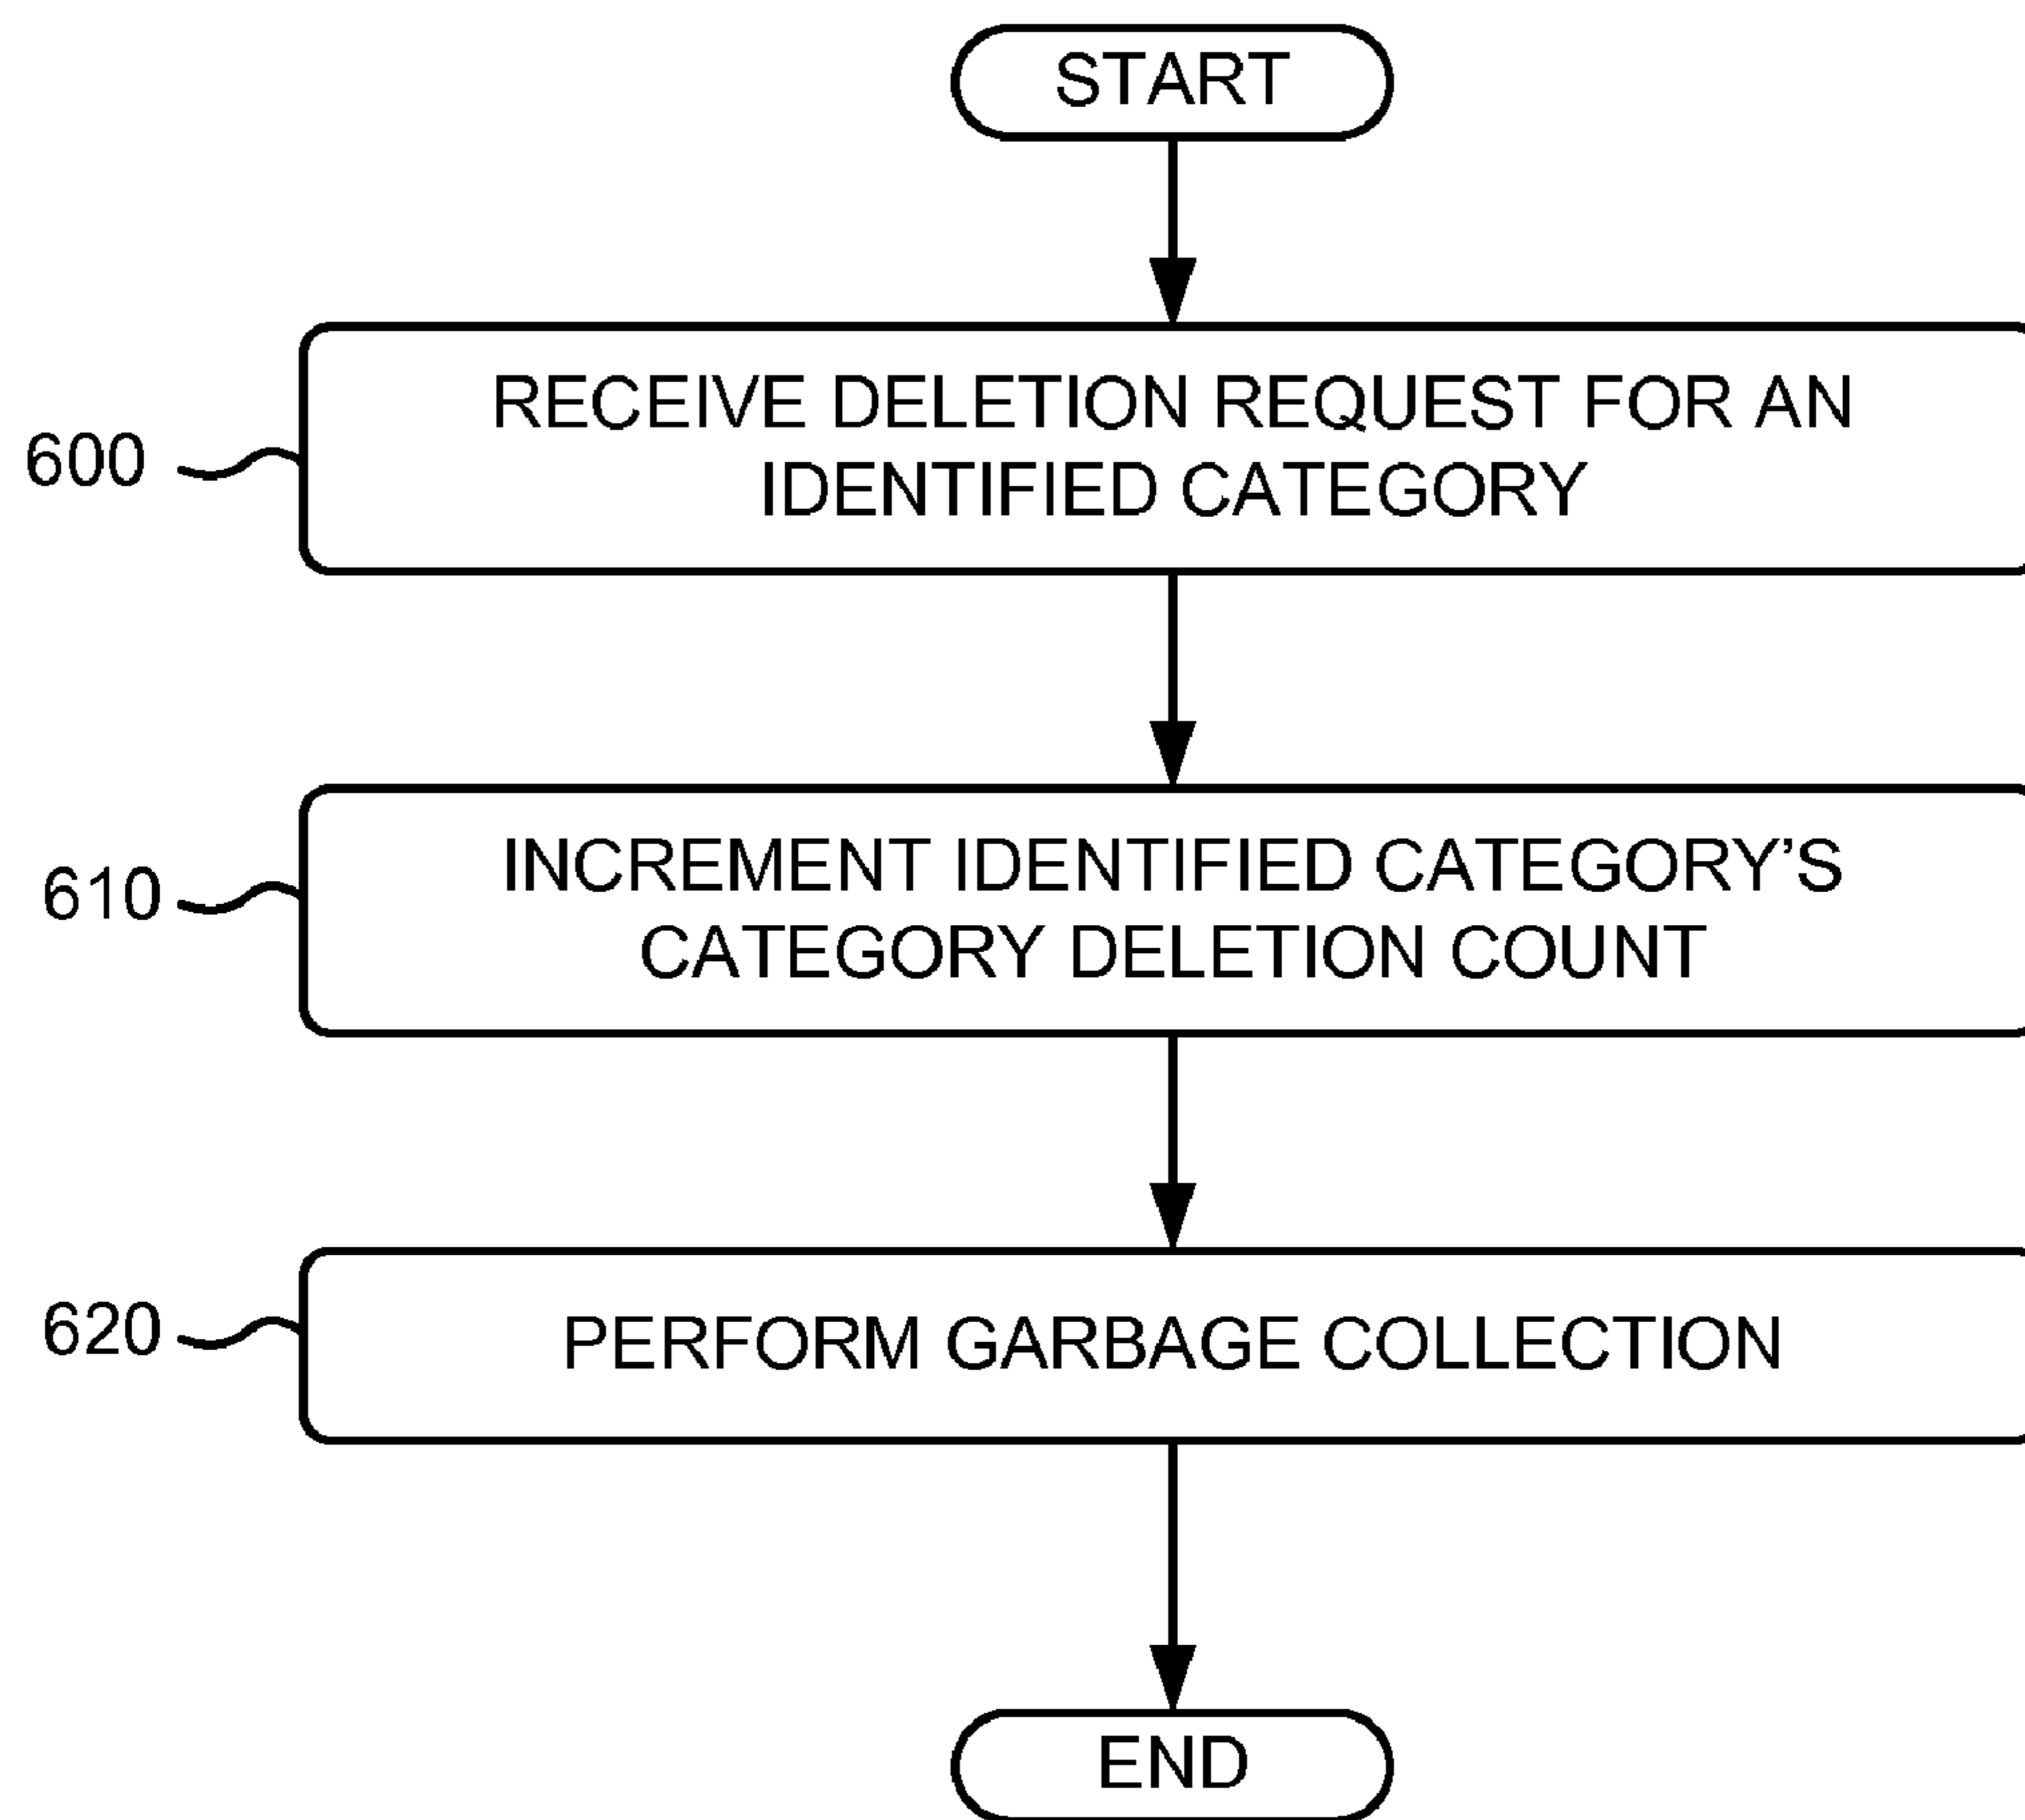 START
RECEIVE DELETION REQUEST FOR AN
IDENTIFIED CATEGORY
600
INCREMENT IDENTIFIED CATEGORY’S
CATEGORY DELETION COUNT
610
PERFORM GARBAGE COLLECTION
620
END